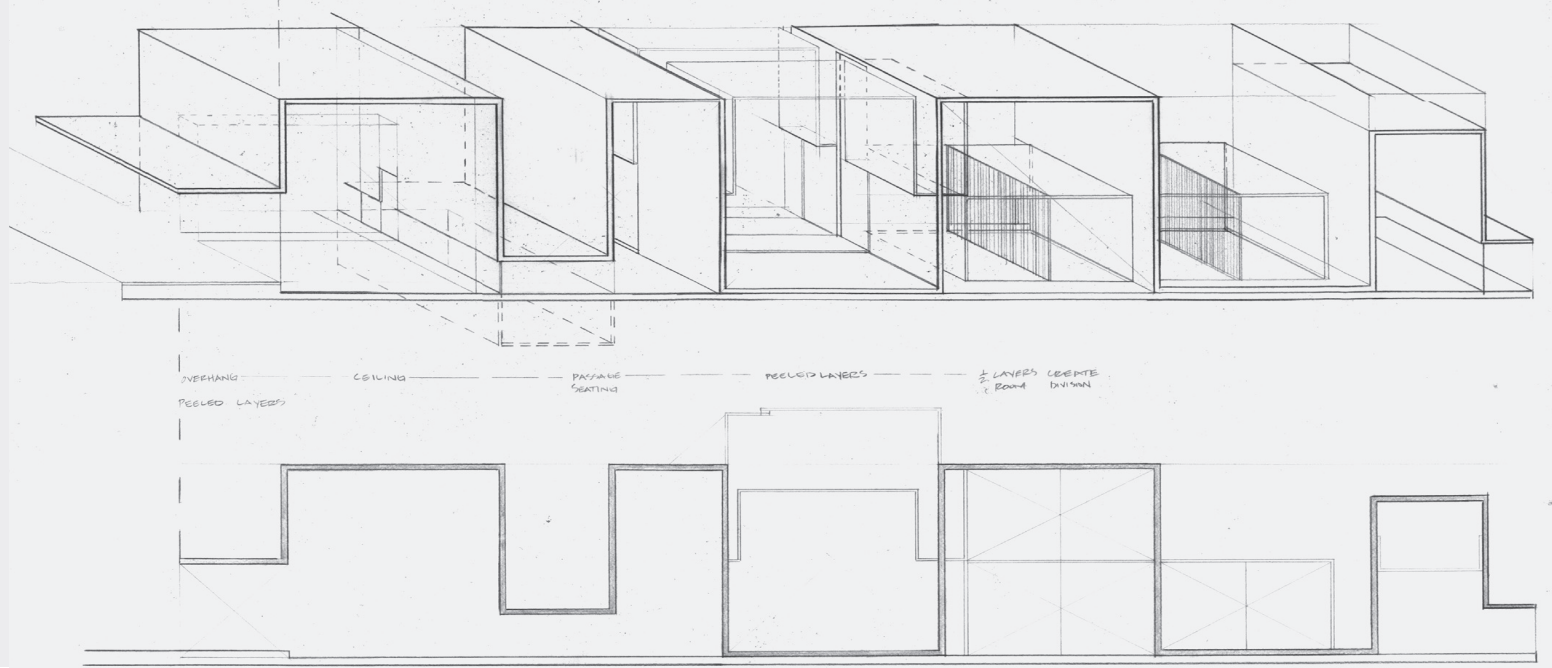 OVERHANG
CEILING
PASSAGE
SEATING
PEELED LAYERS
½ LAYERS CREATE
ROOM DIVISION
PEELED LAYERS